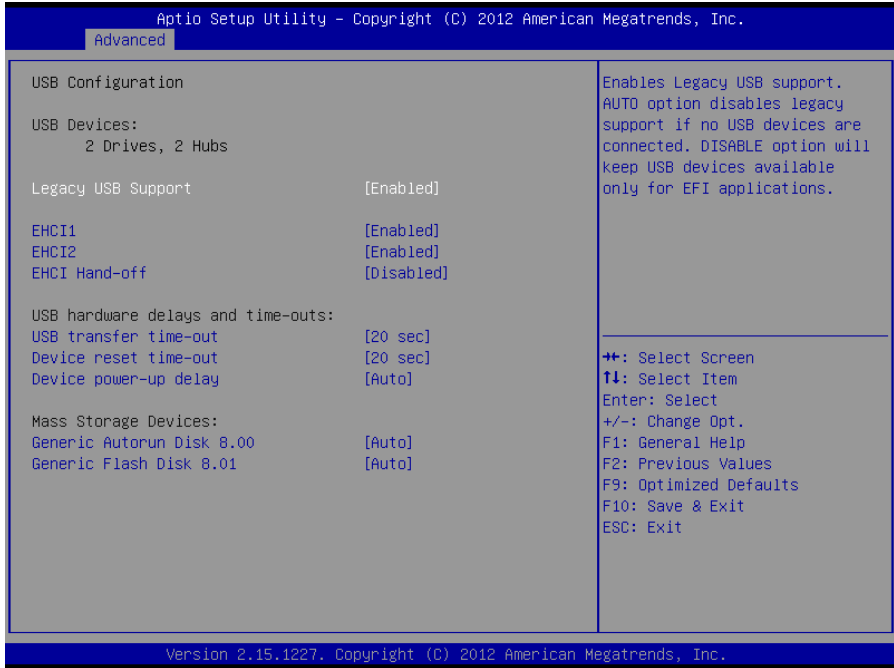 Aptio Setup Utility – Copyright (C) 2012 American Megatrends, Inc.
Advanced
USB Configuration
USB Devices:
2 Drives, 2 Hubs
Legacy USB Support [Enabled]
EHCI1 [Enabled]
EHCI2 [Enabled]
EHCI Hand-off [Disabled]
USB hardware delays and time-outs:
USB transfer time-out [20 sec]
Device reset time-out [20 sec]
Device power-up delay [Auto]
Mass Storage Devices:
Generic Autorun Disk 8.00 [Auto]
Generic Flash Disk 8.01 [Auto]
Enables Legacy USB support.
AUTO option disables legacy
support if no USB devices are
connected. DISABLE option will
keep USB devices available
only for EFI applications.
→←: Select Screen
↑↓: Select Item
Enter: Select
+/-: Change Opt.
F1: General Help
F2: Previous Values
F9: Optimized Defaults
F10: Save & Exit
ESC: Exit
Version 2.15.1227. Copyright (C) 2012 American Megatrends, Inc.